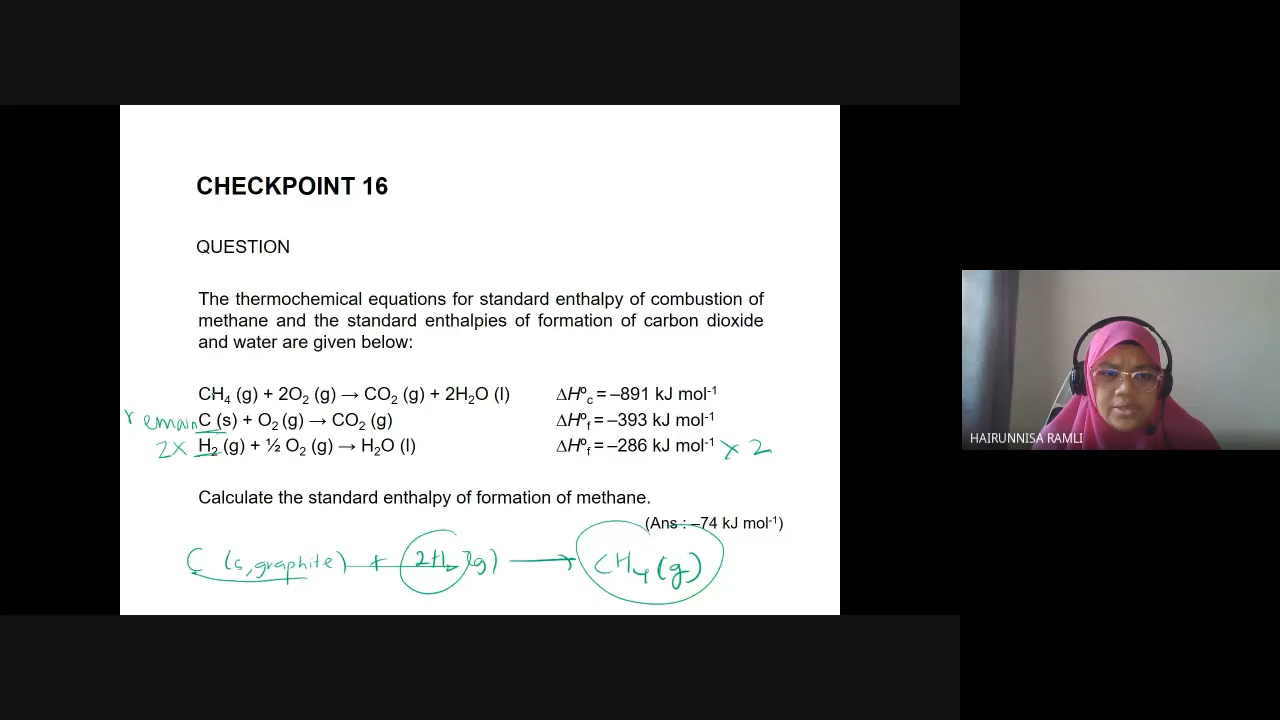 CHECKPOINT 16
QUESTION
The thermochemical equations for standard enthalpy of combustion of
methane and the standard enthalpies of formation of carbon dioxide
and water are given below:
CH₄ (g) + 2O₂ (g) → CO₂ (g) + 2H₂O (l) ΔHº꜀ = –891 kJ mol⁻¹
remain C (s) + O₂ (g) → CO₂ (g) ΔHºf = –393 kJ mol⁻¹
2x H₂ (g) + ½ O₂ (g) → H₂O (l) ΔHºf = –286 kJ mol⁻¹ x 2
Calculate the standard enthalpy of formation of methane.
(Ans : –74 kJ mol⁻¹)
C (s, graphite) + 2H₂ (g) → CH₄ (g)
HAIRUNNISA RAMLI